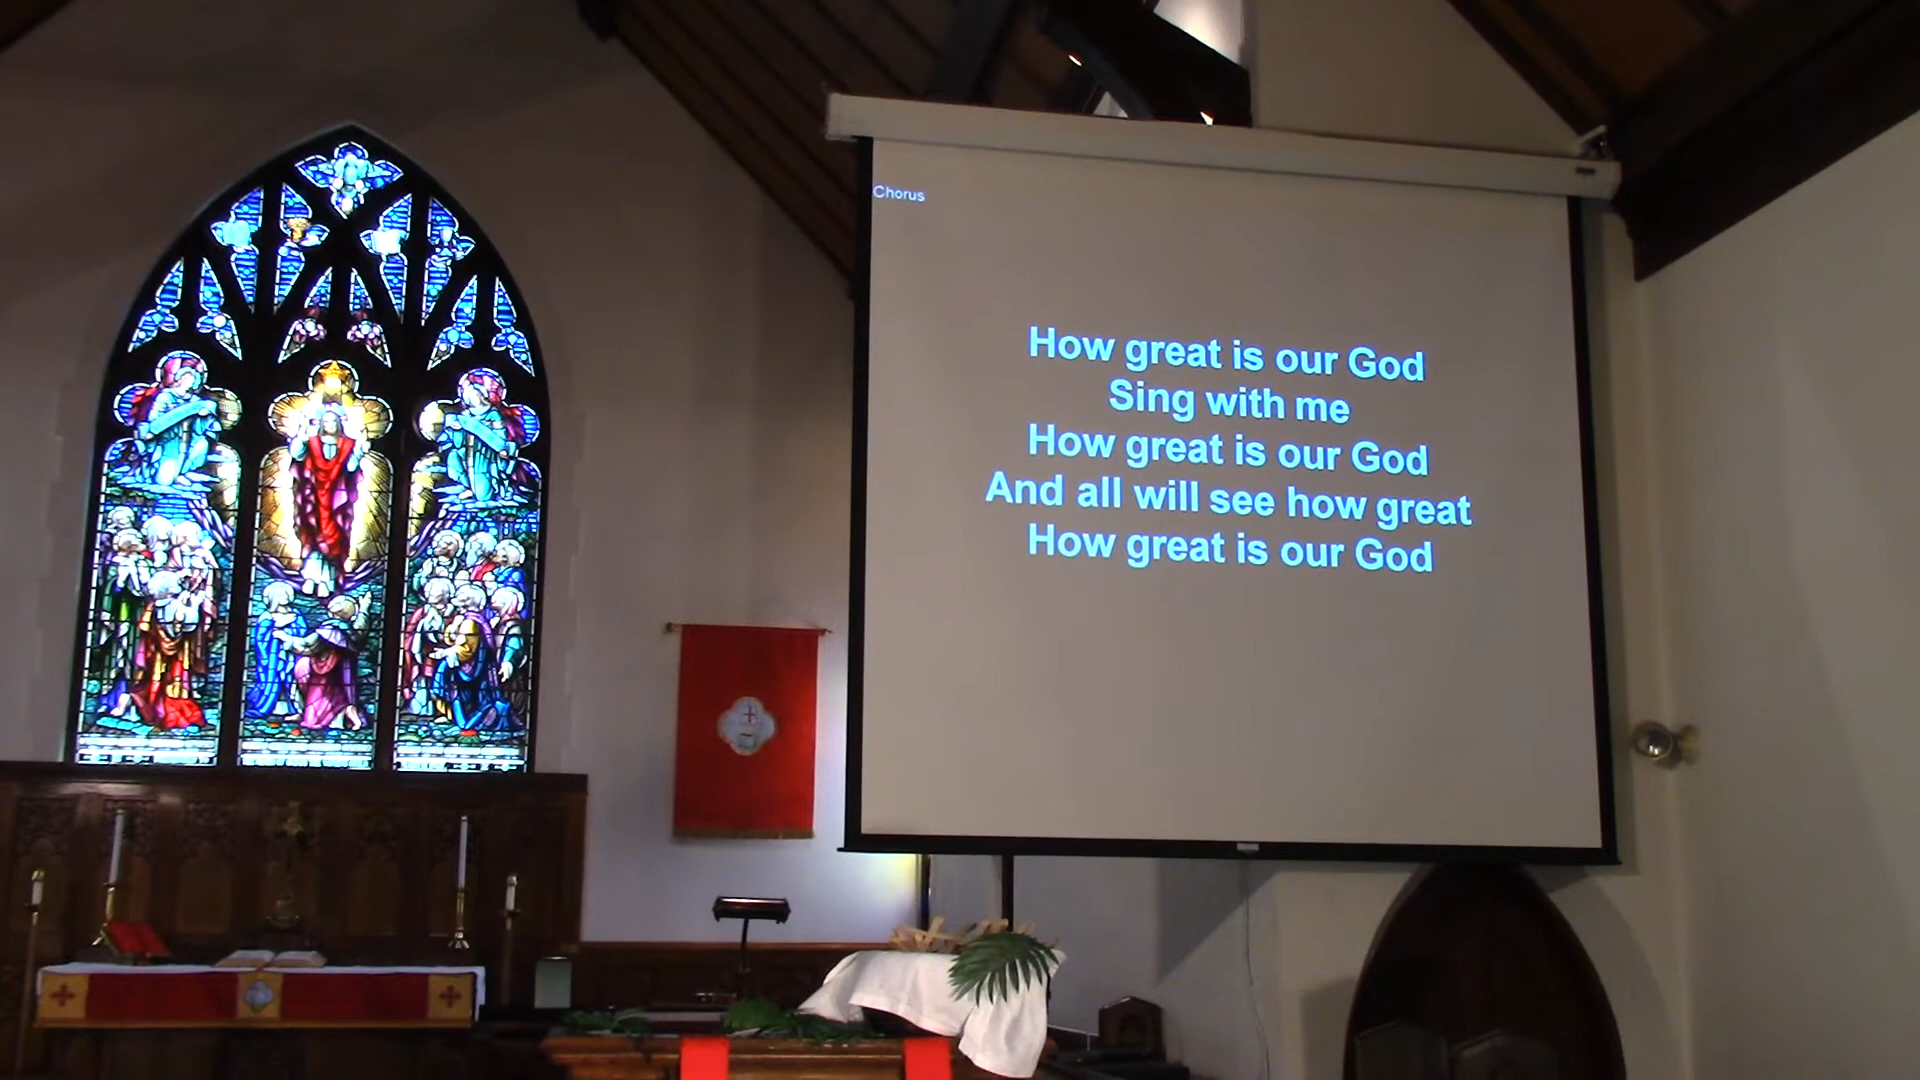 Chorus
How great is our God
Sing with me
How great is our God
And all will see how great
How great is our God